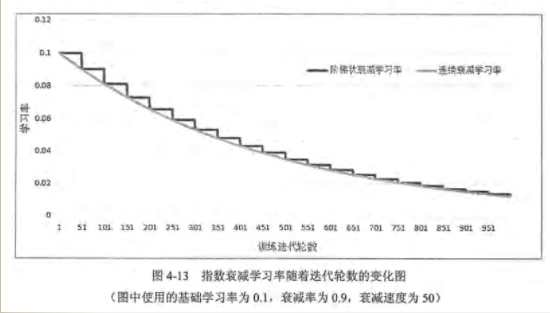 0.12
0.1
0.08
0.06
0.04
0.02
0
学习率
阶梯状衰减学习率 连续衰减学习率
1 51 101 151 201 251 301 351 401 451 501 551 601 651 701 751 801 851 901 951
训练迭代轮数
图 4-13 指数衰减学习率随着迭代轮数的变化图
（图中使用的基础学习率为 0.1，衰减率为 0.9，衰减速度为 50）